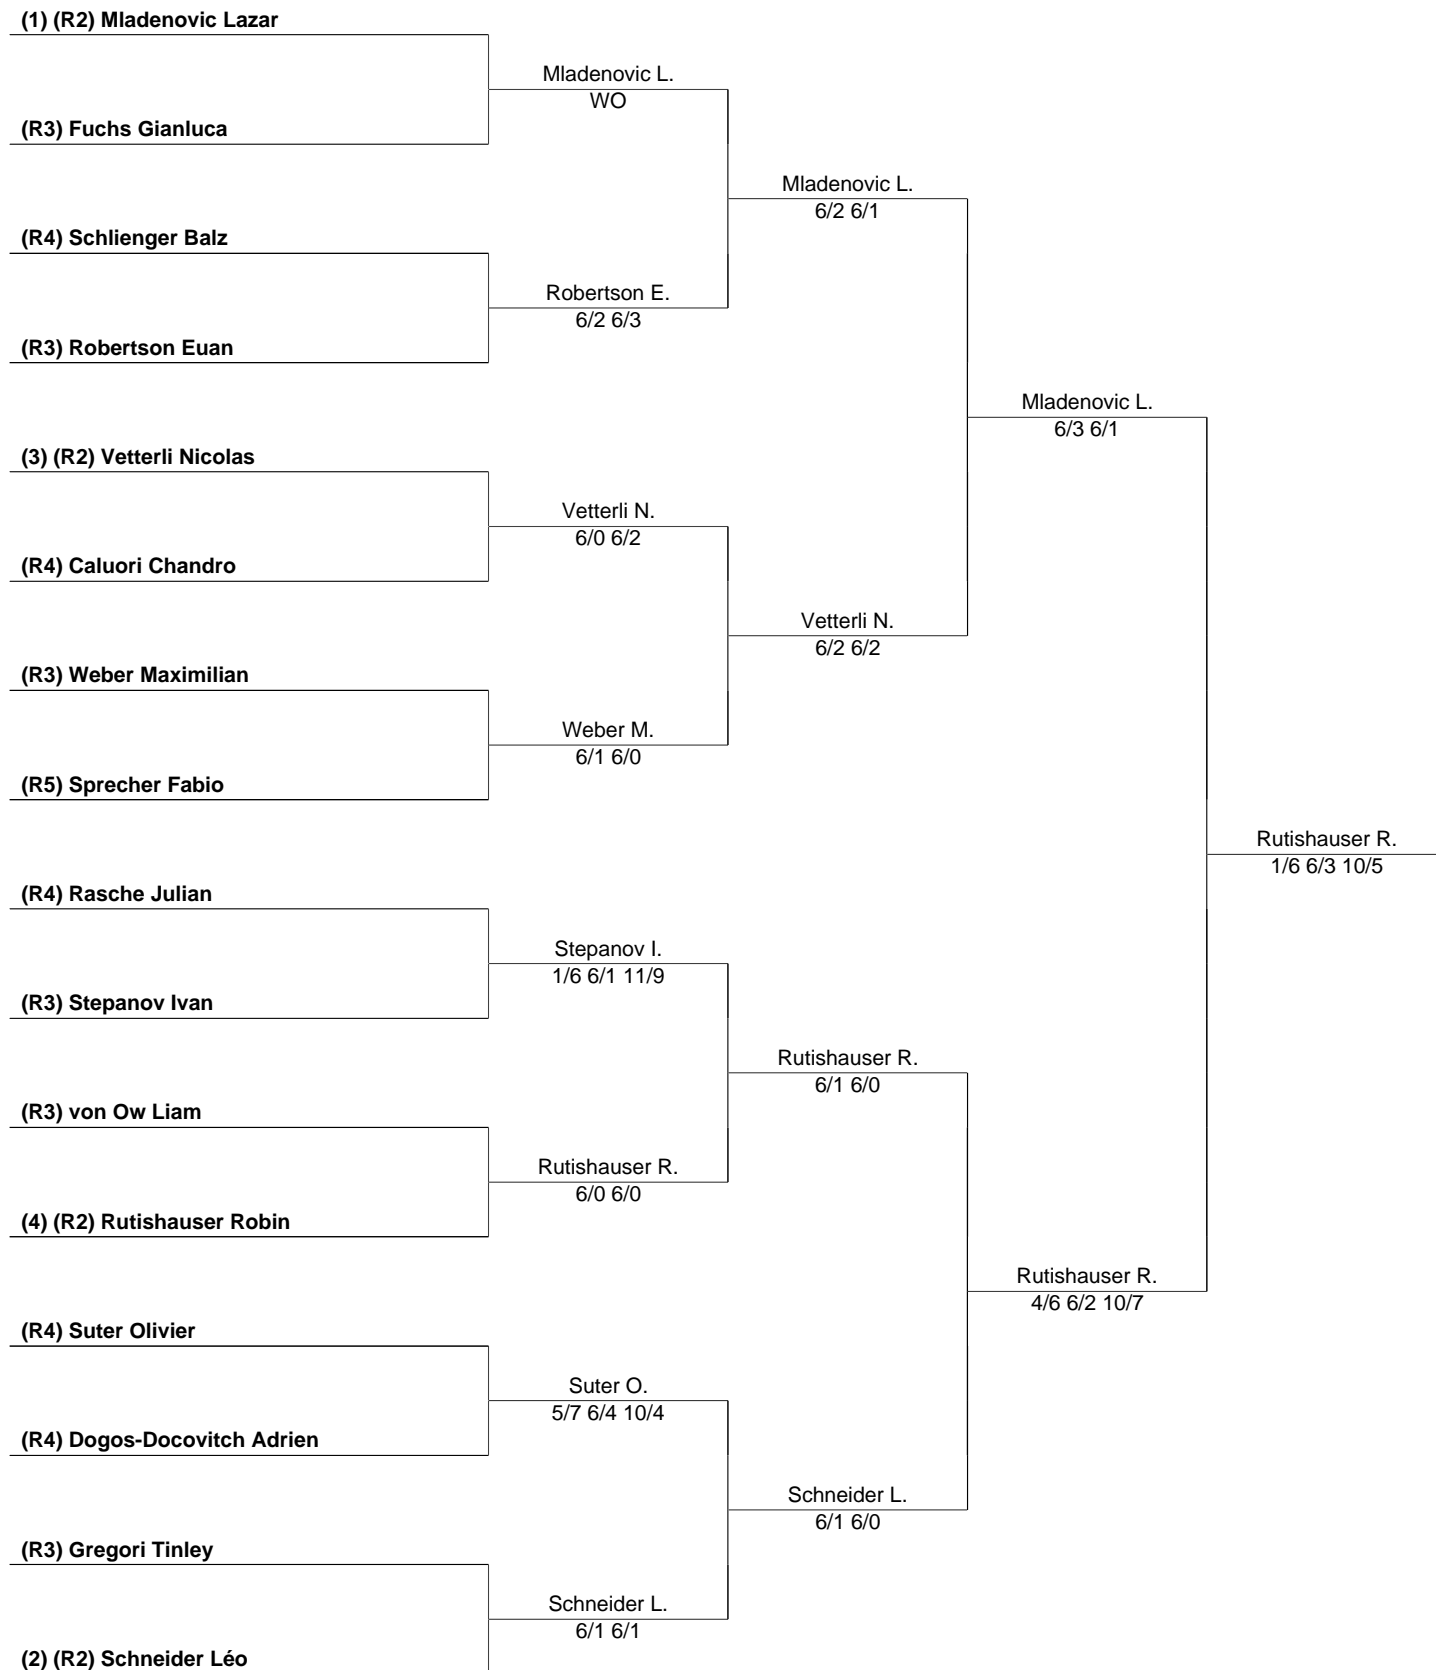 (1) (R2) Mladenovic Lazar
Mladenovic L.
WO
(R3) Fuchs Gianluca
Mladenovic L.
6/2 6/1
(R4) Schlienger Balz
Robertson E.
6/2 6/3
(R3) Robertson Euan
Mladenovic L.
6/3 6/1
(3) (R2) Vetterli Nicolas
Vetterli N.
6/0 6/2
(R4) Caluori Chandro
Vetterli N.
6/2 6/2
(R3) Weber Maximilian
Weber M.
6/1 6/0
(R5) Sprecher Fabio
Rutishauser R.
1/6 6/3 10/5
(R4) Rasche Julian
Stepanov I.
1/6 6/1 11/9
(R3) Stepanov Ivan
Rutishauser R.
6/1 6/0
(R3) von Ow Liam
Rutishauser R.
6/0 6/0
(4) (R2) Rutishauser Robin
Rutishauser R.
4/6 6/2 10/7
(R4) Suter Olivier
Suter O.
5/7 6/4 10/4
(R4) Dogos-Docovitch Adrien
Schneider L.
6/1 6/0
(R3) Gregori Tinley
Schneider L.
6/1 6/1
(2) (R2) Schneider Léo